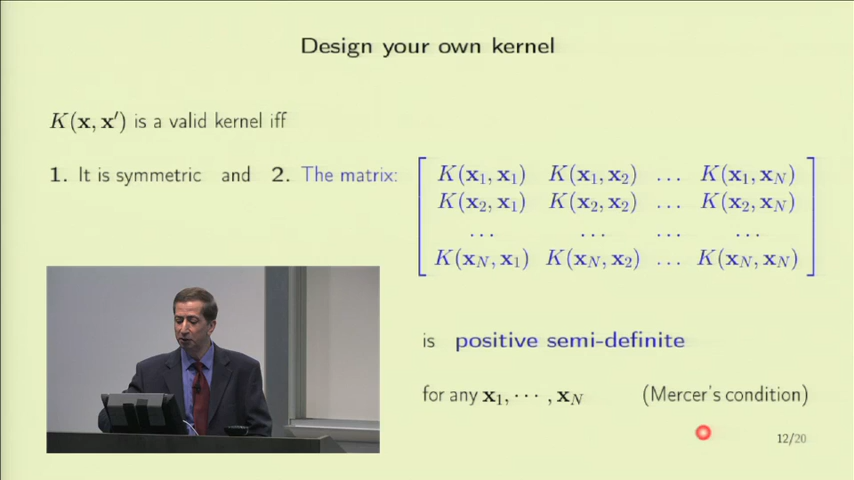 Design your own kernel
K(x, x′) is a valid kernel iff
1. It is symmetric and 2. The matrix:
K(x₁, x₁) K(x₁, x₂) ... K(x₁, x_N)
K(x₂, x₁) K(x₂, x₂) ... K(x₂, x_N)
... ... ... ...
K(x_N, x₁) K(x_N, x₂) ... K(x_N, x_N)
is positive semi-definite
for any x₁, ⋯ , x_N (Mercer's condition)
12/20